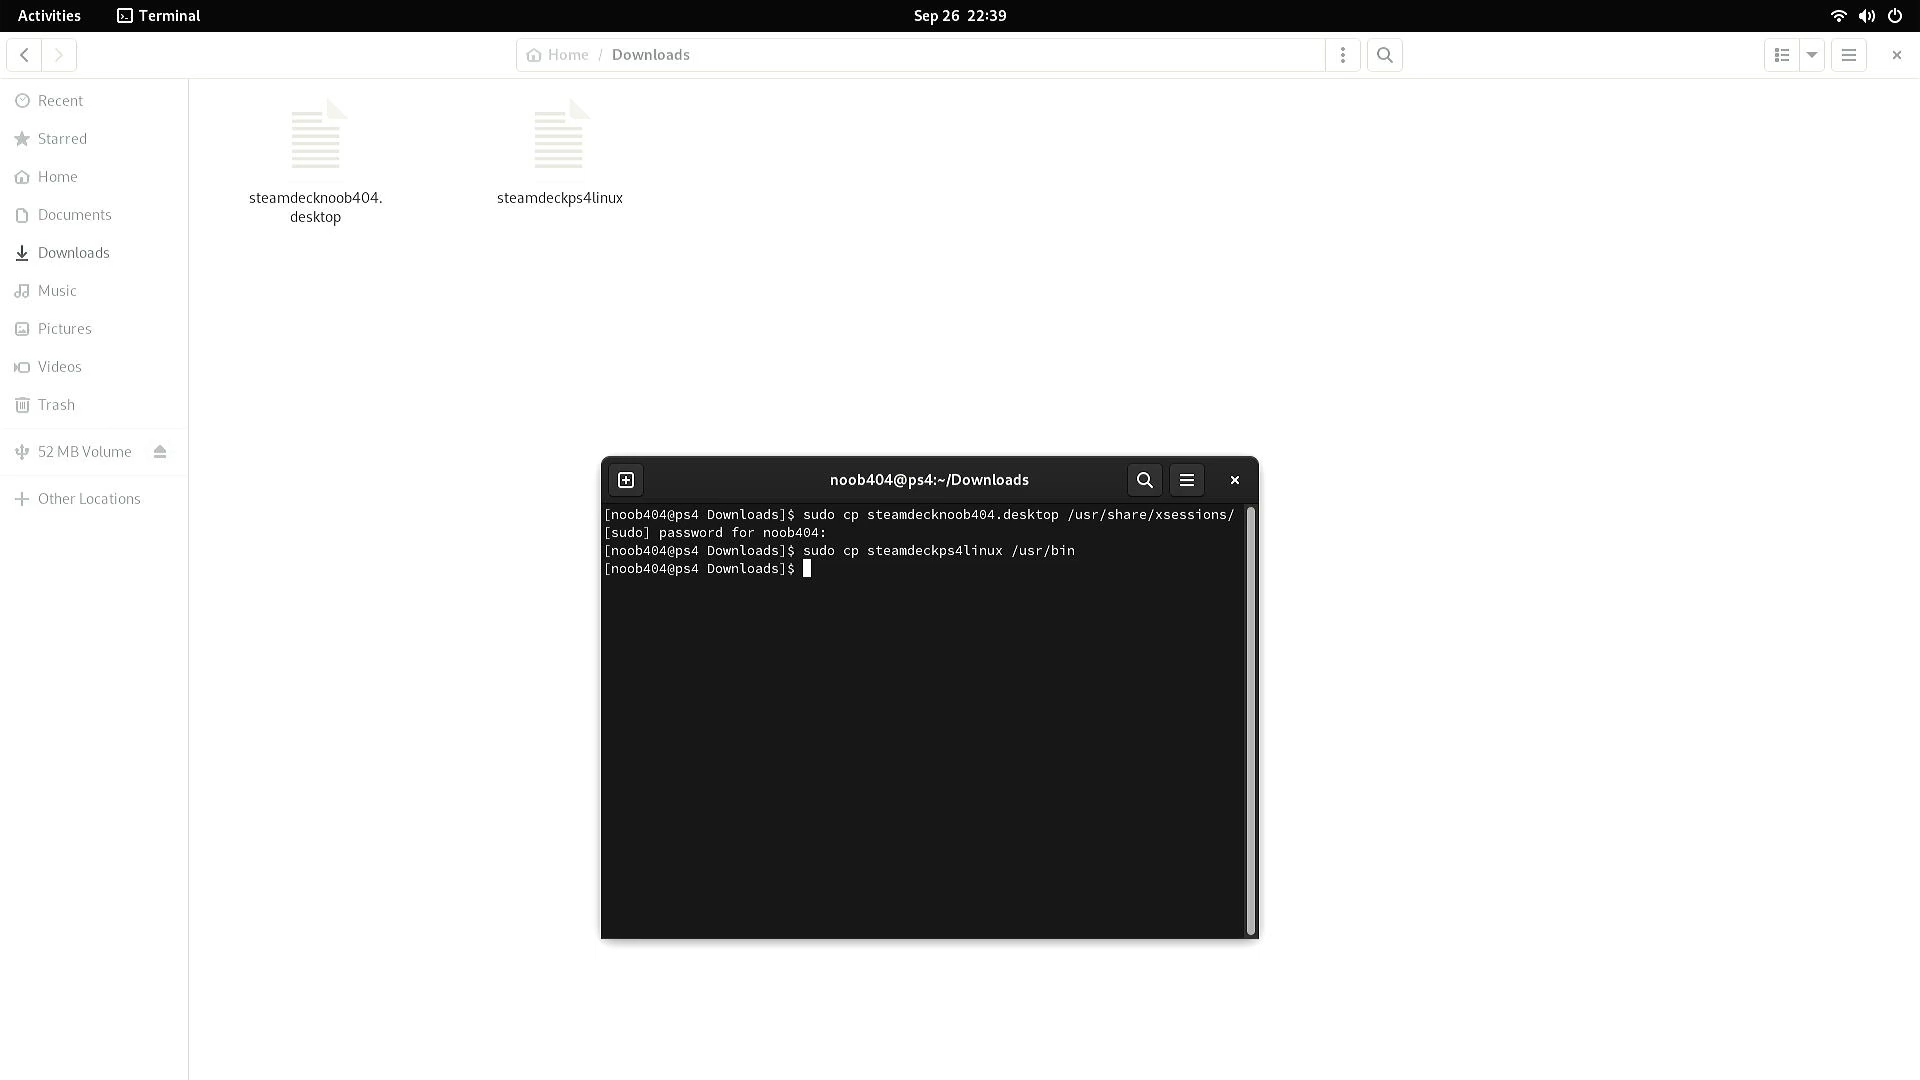 Activities
Terminal
Sep 26 22:39
Home / Downloads
Recent
Starred
Home
Documents
Downloads
Music
Pictures
Videos
Trash
52 MB Volume
Other Locations
steamdecknoob404.
desktop
steamdeckps4linux
noob404@ps4:~/Downloads
[noob404@ps4 Downloads]$ sudo cp steamdecknoob404.desktop /usr/share/xsessions/
[sudo] password for noob404:
[noob404@ps4 Downloads]$ sudo cp steamdeckps4linux /usr/bin
[noob404@ps4 Downloads]$